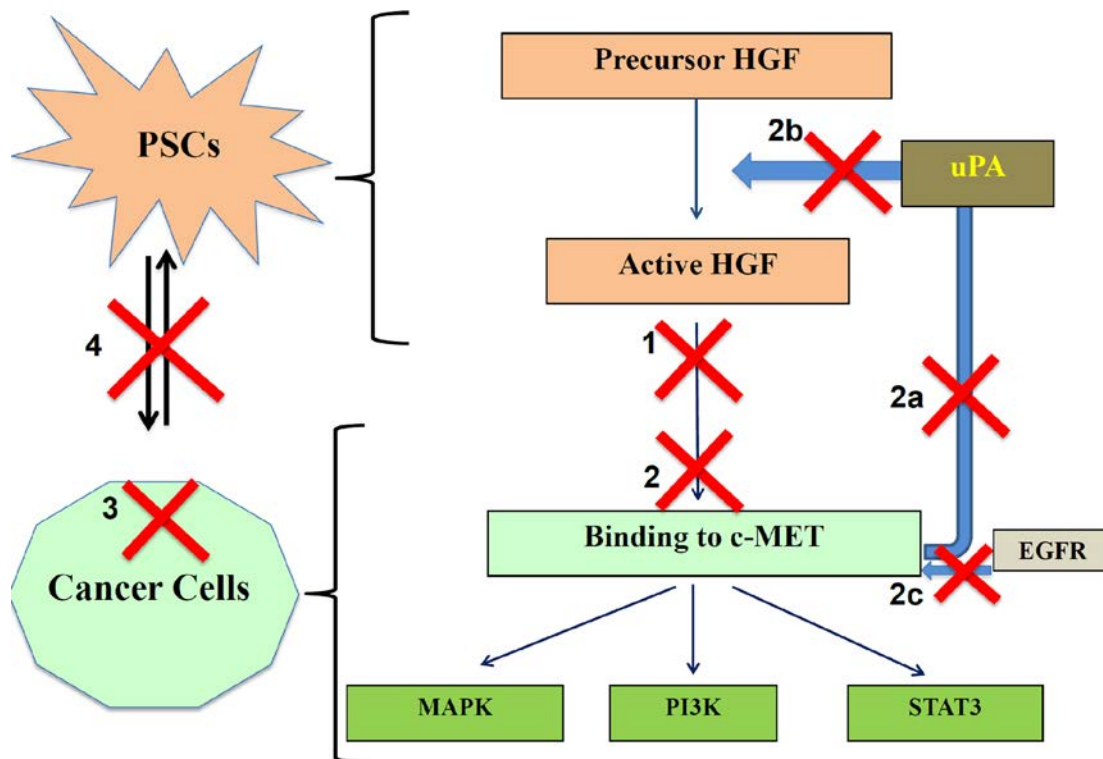 Precursor HGF
2b
PSCs
uPA
Active HGF
1
4
2a
2
3
Binding to c-MET
EGFR
Cancer Cells
2c
MAPK
PI3K
STAT3